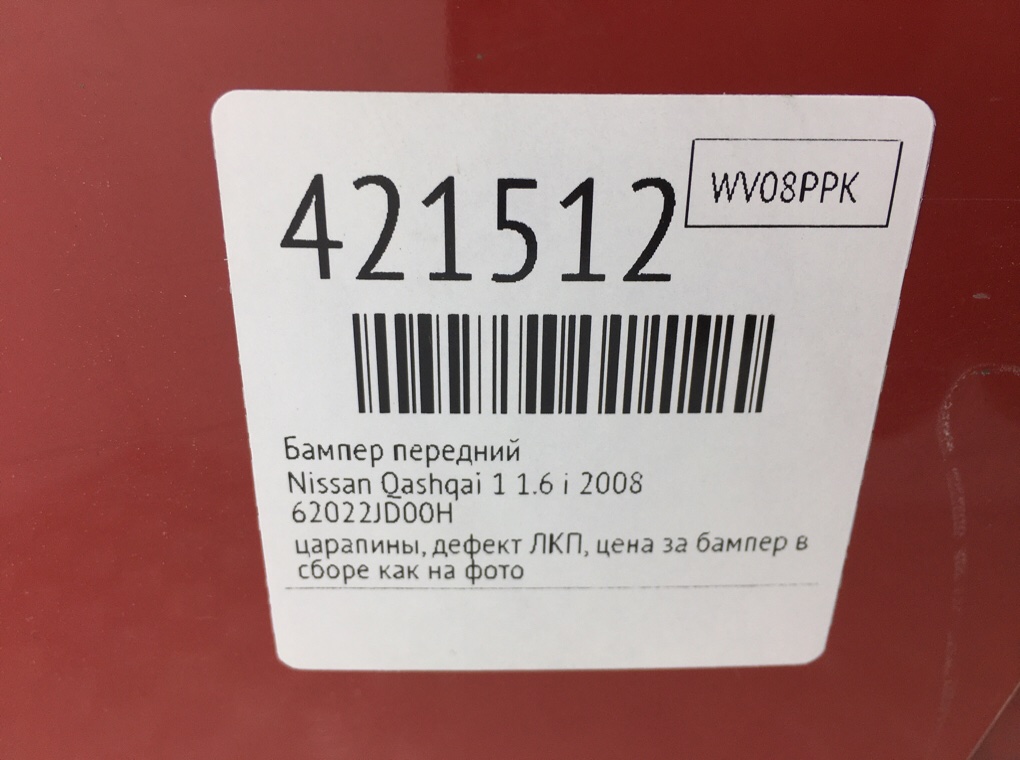 421512
WV08PPK
Бампер передний
Nissan Qashqai 1 1.6 i 2008
62022JD00H
царапины, дефект ЛКП, цена за бампер в
сборе как на фото